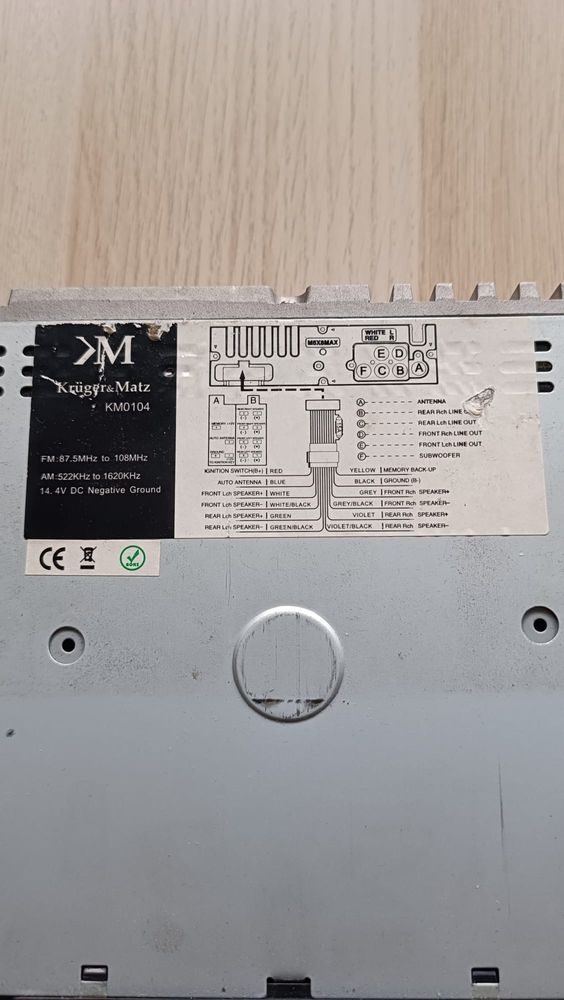 KM
Krüger&Matz
KM0104
FM:87.5MHz to 108MHz
AM:522KHz to 1620KHz
14.4V DC Negative Ground
M5X8MAX
WHITE L
RED R
E D
F C B A
A B
Ⓐ ANTENNA
Ⓑ REAR Rch LINE
Ⓒ REAR Lch LINE OUT
Ⓓ FRONT Rch LINE OUT
Ⓔ FRONT Lch LINE OUT
Ⓕ SUBWOOFER
IGNITION SWITCH(B+) RED
AUTO ANTENNA BLUE
FRONT Lch SPEAKER+ WHITE
FRONT Lch SPEAKER- WHITE/BLACK
REAR Lch SPEAKER+ GREEN
REAR Lch SPEAKER- GREEN/BLACK
YELLOW MEMORY BACK-UP
BLACK GROUND (B-)
GREY FRONT Rch SPEAKER+
GREY/BLACK FRONT Rch SPEAKER-
VIOLET REAR Rch SPEAKER+
VIOLET/BLACK REAR Rch SPEAKER-
CE